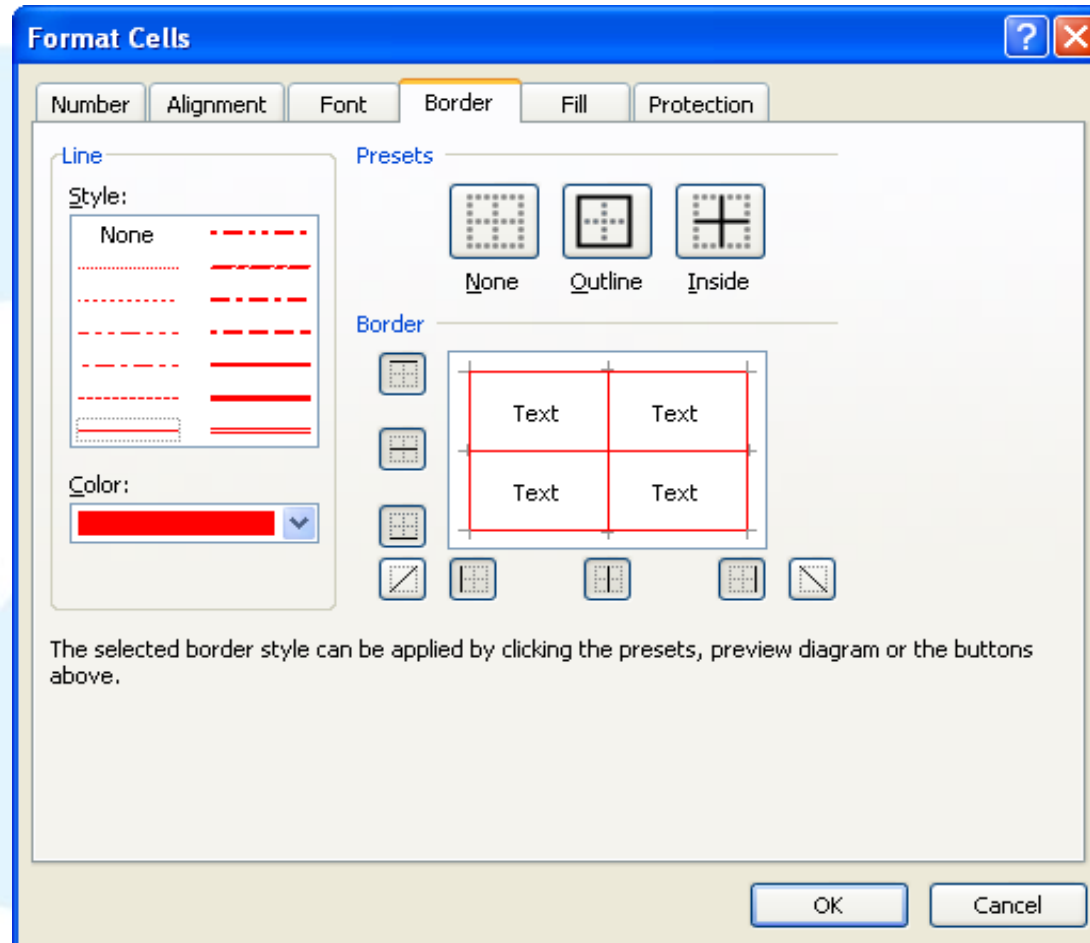 Format Cells
Number Alignment Font Border Fill Protection
Line
Style:
None
Color:
Presets
None Outline Inside
Border
Text Text
Text Text
The selected border style can be applied by clicking the presets, preview diagram or the buttons
above.
OK Cancel